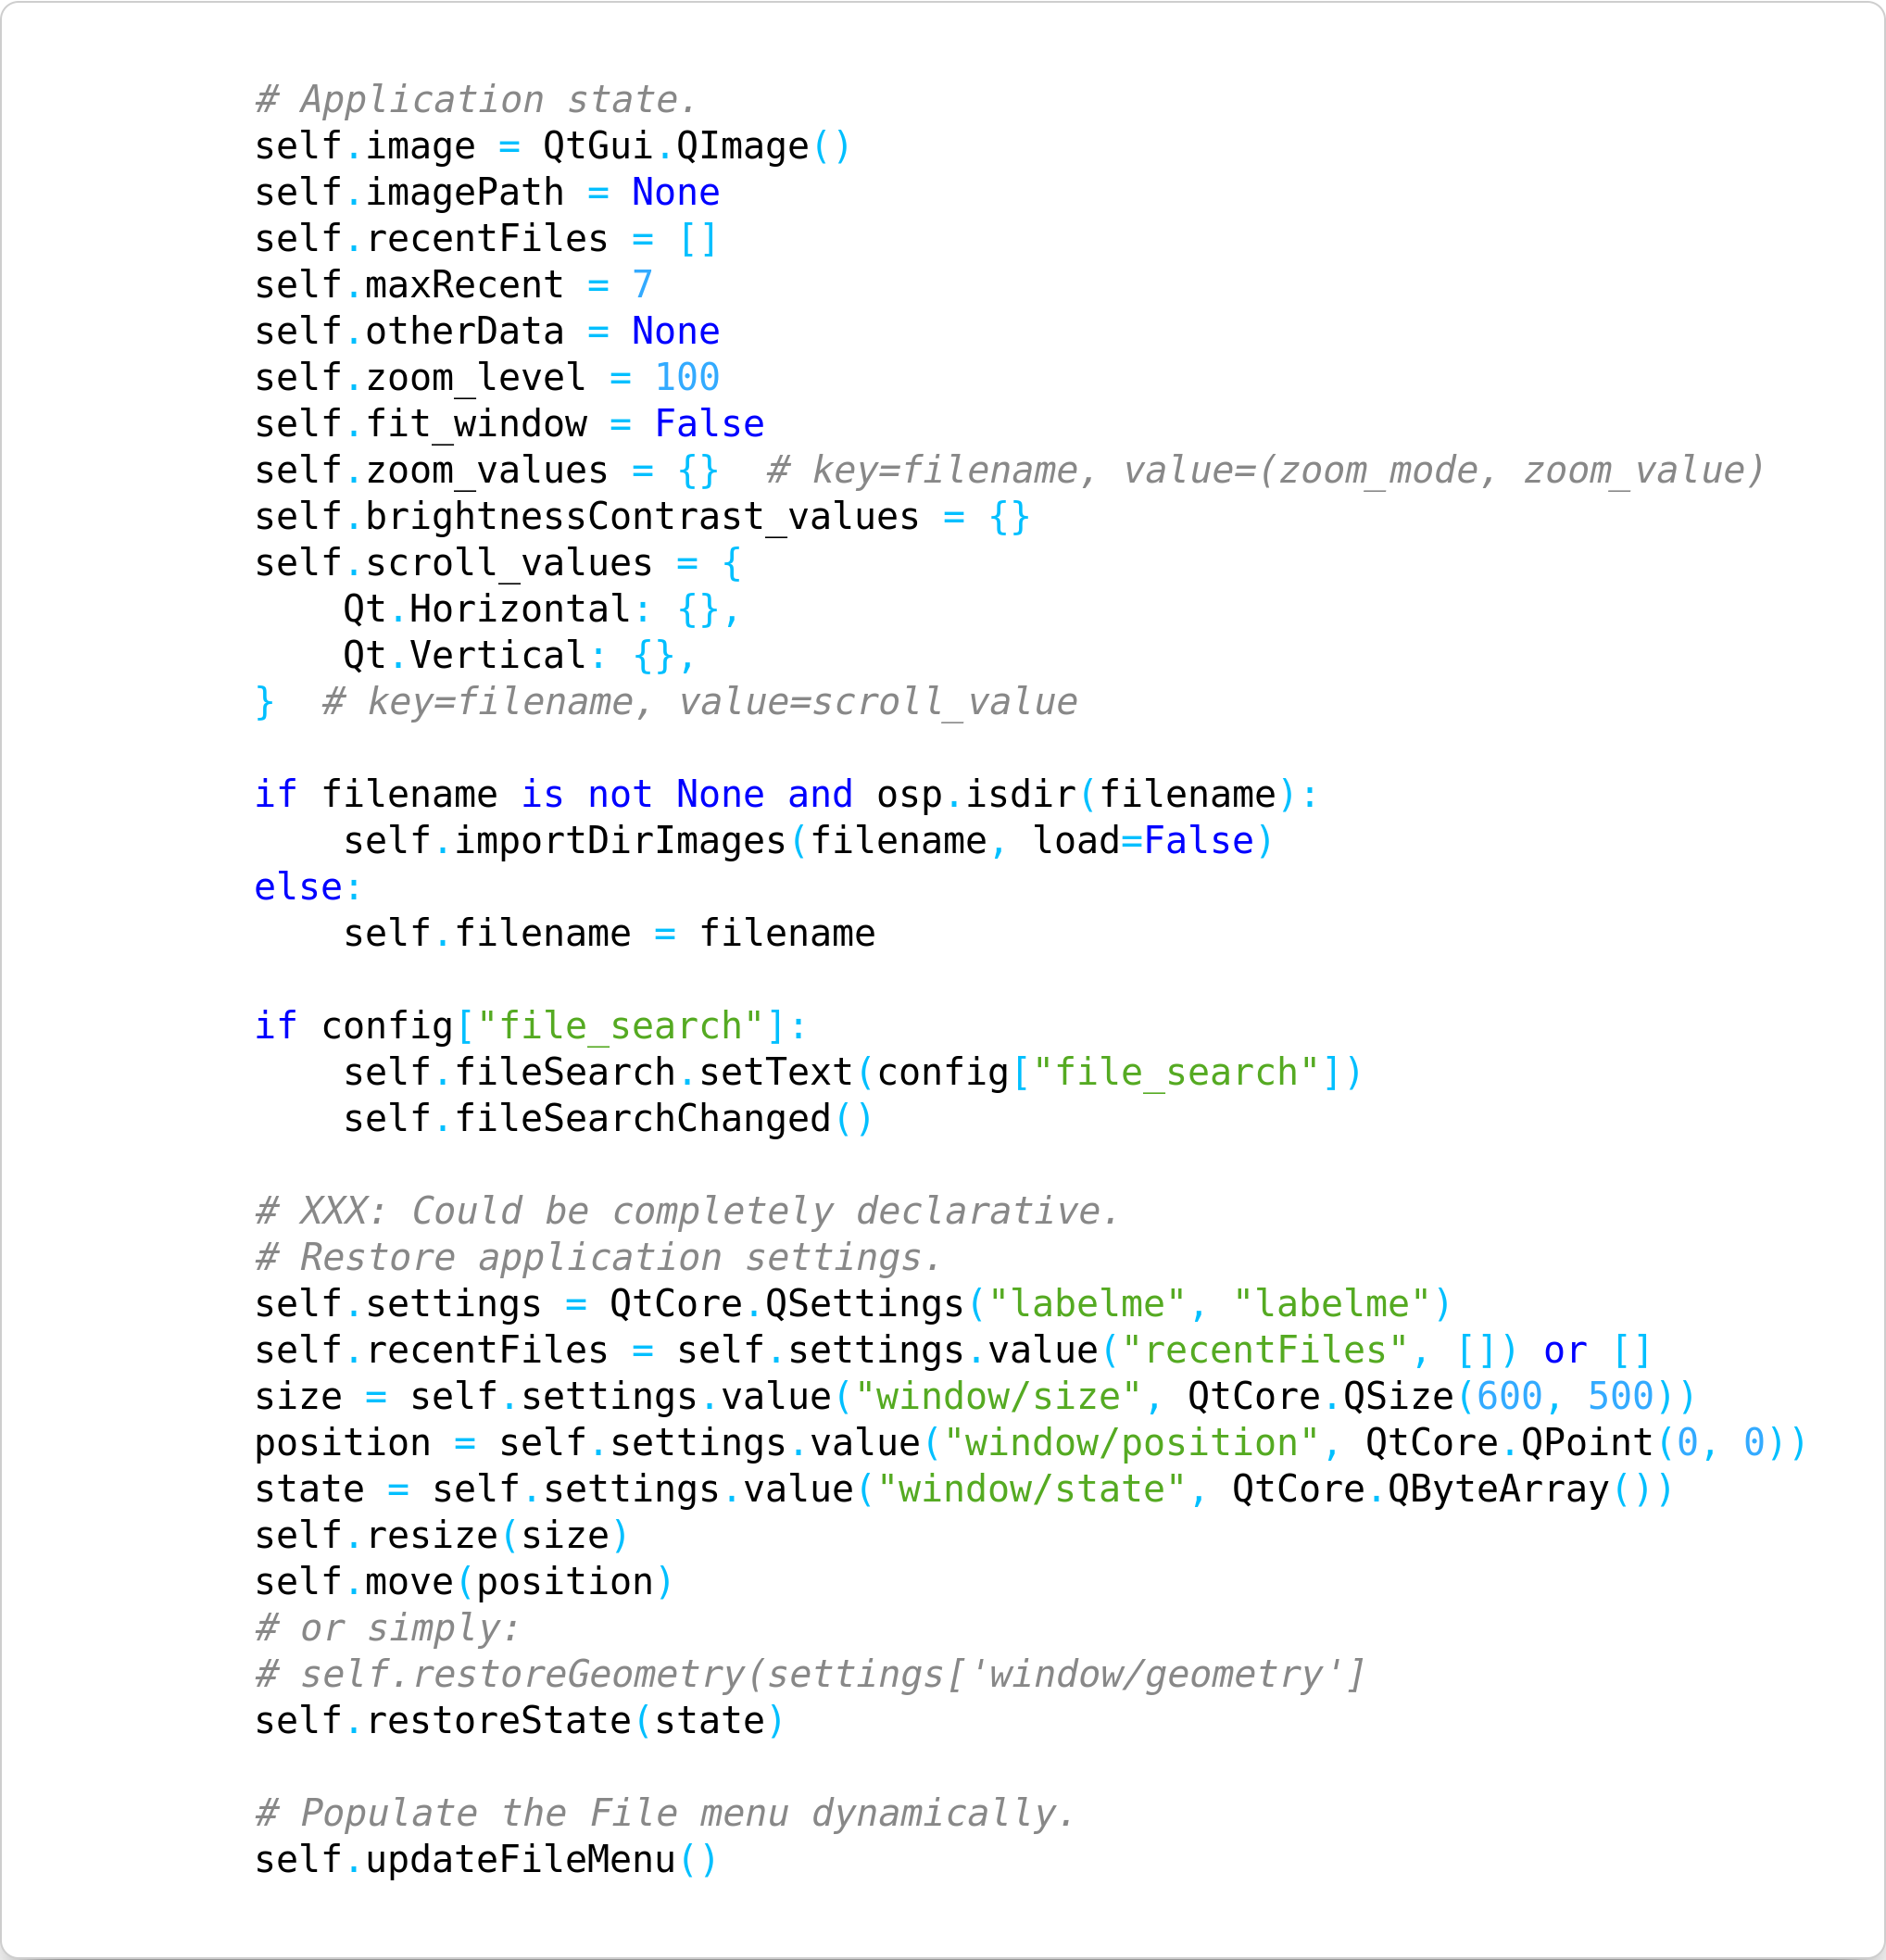 # Application state.
self.image = QtGui.QImage()
self.imagePath = None
self.recentFiles = []
self.maxRecent = 7
self.otherData = None
self.zoom_level = 100
self.fit_window = False
self.zoom_values = {}  # key=filename, value=(zoom_mode, zoom_value)
self.brightnessContrast_values = {}
self.scroll_values = {
    Qt.Horizontal: {},
    Qt.Vertical: {},
}  # key=filename, value=scroll_value

if filename is not None and osp.isdir(filename):
    self.importDirImages(filename, load=False)
else:
    self.filename = filename

if config["file_search"]:
    self.fileSearch.setText(config["file_search"])
    self.fileSearchChanged()

# XXX: Could be completely declarative.
# Restore application settings.
self.settings = QtCore.QSettings("labelme", "labelme")
self.recentFiles = self.settings.value("recentFiles", []) or []
size = self.settings.value("window/size", QtCore.QSize(600, 500))
position = self.settings.value("window/position", QtCore.QPoint(0, 0))
state = self.settings.value("window/state", QtCore.QByteArray())
self.resize(size)
self.move(position)
# or simply:
# self.restoreGeometry(settings['window/geometry']
self.restoreState(state)

# Populate the File menu dynamically.
self.updateFileMenu()